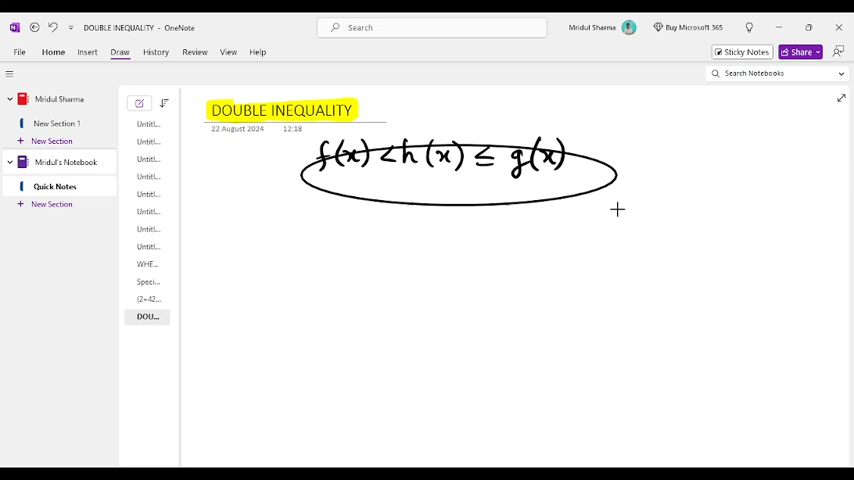 DOUBLE INEQUALITY - OneNote
Search
Mridul Sharma
Buy Microsoft 365
File Home Insert Draw History Review View Help
Sticky Notes
Share
Search Notebooks
Mridul Sharma
New Section 1
+ New Section
Mridul's Notebook
Quick Notes
+ New Section
Untitl...
Untitl...
Untitl...
Untitl...
Untitl...
Untitl...
Untitl...
Untitl...
WHE...
Speci...
(2+42...
DOU...
DOUBLE INEQUALITY
22 August 2024 12:18
f(x) < h(x) ≤ g(x)